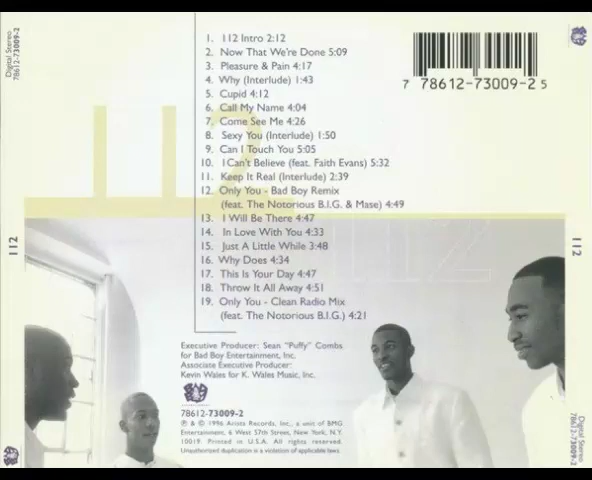 Digital Stereo
78612-73009-2
1. 112 Intro 2:12
2. Now That We're Done 5:09
3. Pleasure & Pain 4:17
4. Why (Interlude) 1:43
5. Cupid 4:12
6. Call My Name 4:04
7. Come See Me 4:26
8. Sexy You (Interlude) 1:50
9. Can I Touch You 5:05
10. I Can't Believe (feat. Faith Evans) 5:32
11. Keep It Real (Interlude) 2:39
12. Only You - Bad Boy Remix
(feat. The Notorious B.I.G. & Mase) 4:49
13. I Will Be There 4:47
14. In Love With You 4:33
15. Just A Little While 3:48
16. Why Does 4:34
17. This Is Your Day 4:47
18. Throw It All Away 4:51
19. Only You - Clean Radio Mix
(feat. The Notorious B.I.G.) 4:21
7 78612-73009-2 5
112
112
112
112
Executive Producer: Sean "Puffy" Combs
for Bad Boy Entertainment, Inc.
Associate Executive Producer:
Kevin Wales for K. Wales Music, Inc.
78612-73009-2
℗ & © 1996 Arista Records, Inc., a unit of BMG
Entertainment, 6 West 57th Street, New York, N.Y.
10019. Printed in U.S.A. All rights reserved.
Unauthorized duplication is a violation of applicable laws.
Digital Stereo
78612-73009-2